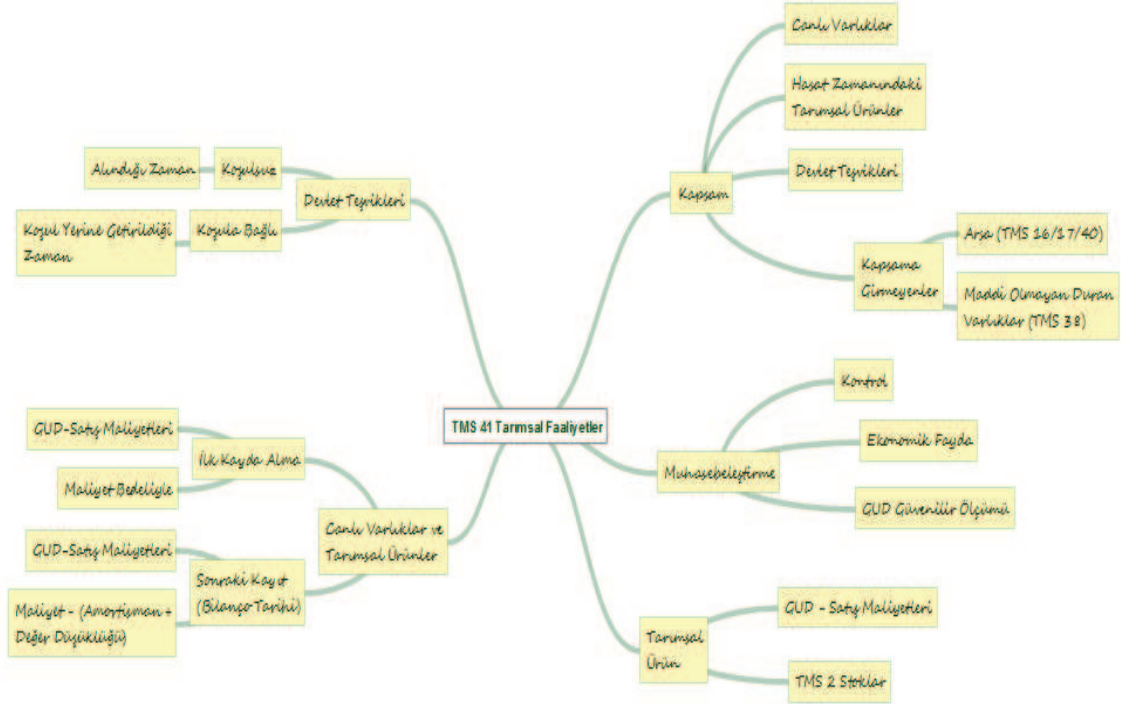 TMS 41 Tarımsal Faaliyetler
Kapsam
Canlı Varlıklar
Hasat Zamanındaki
Tarımsal Ürünler
Devlet Teşvikleri
Kapsama
Girmeyenler
Arsa (TMS 16/17/40)
Maddi Olmayan Duran
Varlıklar (TMS 38)
Muhasebeleştirme
Kontrol
Ekonomik Fayda
GUD Güvenilir Ölçümü
Tarımsal
Ürün
GUD - Satış Maliyetleri
TMS 2 Stoklar
Devlet Teşvikleri
Koşulsuz
Alındığı Zaman
Koşula Bağlı
Koşul Yerine Getirildiği
Zaman
Canlı Varlıklar ve
Tarımsal Ürünler
İlk Kayda Alma
GUD-Satış Maliyetleri
Maliyet Bedeliyle
Sonraki Kayıt
(Bilanço Tarihi)
GUD-Satış Maliyetleri
Maliyet - (Amortisman +
Değer Düşüklüğü)